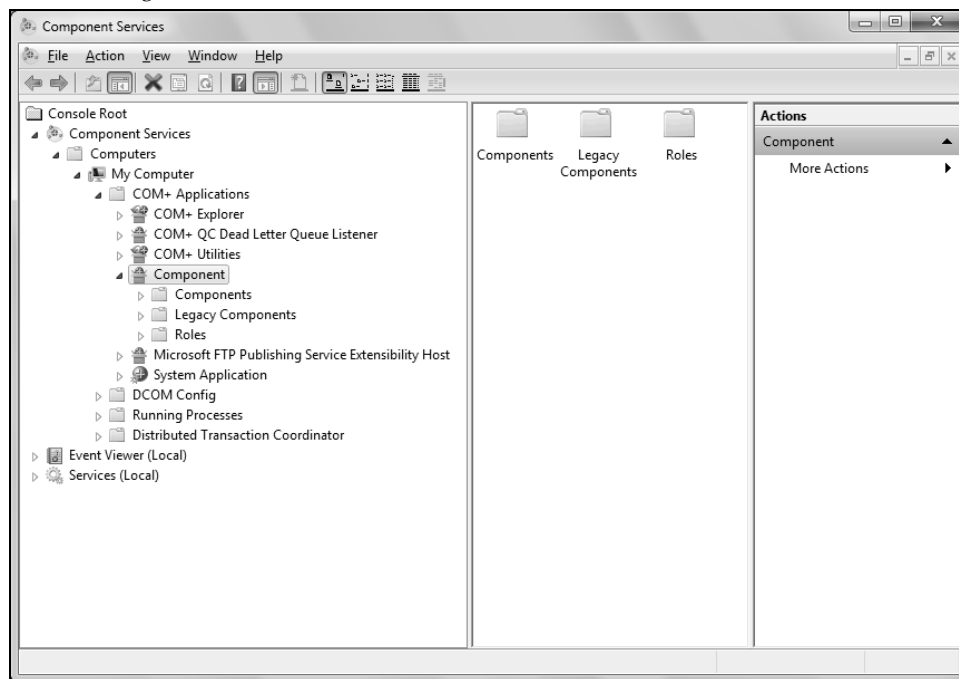 Component Services
File Action View Window Help
Console Root
Component Services
Computers
My Computer
COM+ Applications
COM+ Explorer
COM+ QC Dead Letter Queue Listener
COM+ Utilities
Component
Components
Legacy Components
Roles
Microsoft FTP Publishing Service Extensibility Host
System Application
DCOM Config
Running Processes
Distributed Transaction Coordinator
Event Viewer (Local)
Services (Local)
Components
Legacy
Components
Roles
Actions
Component
More Actions